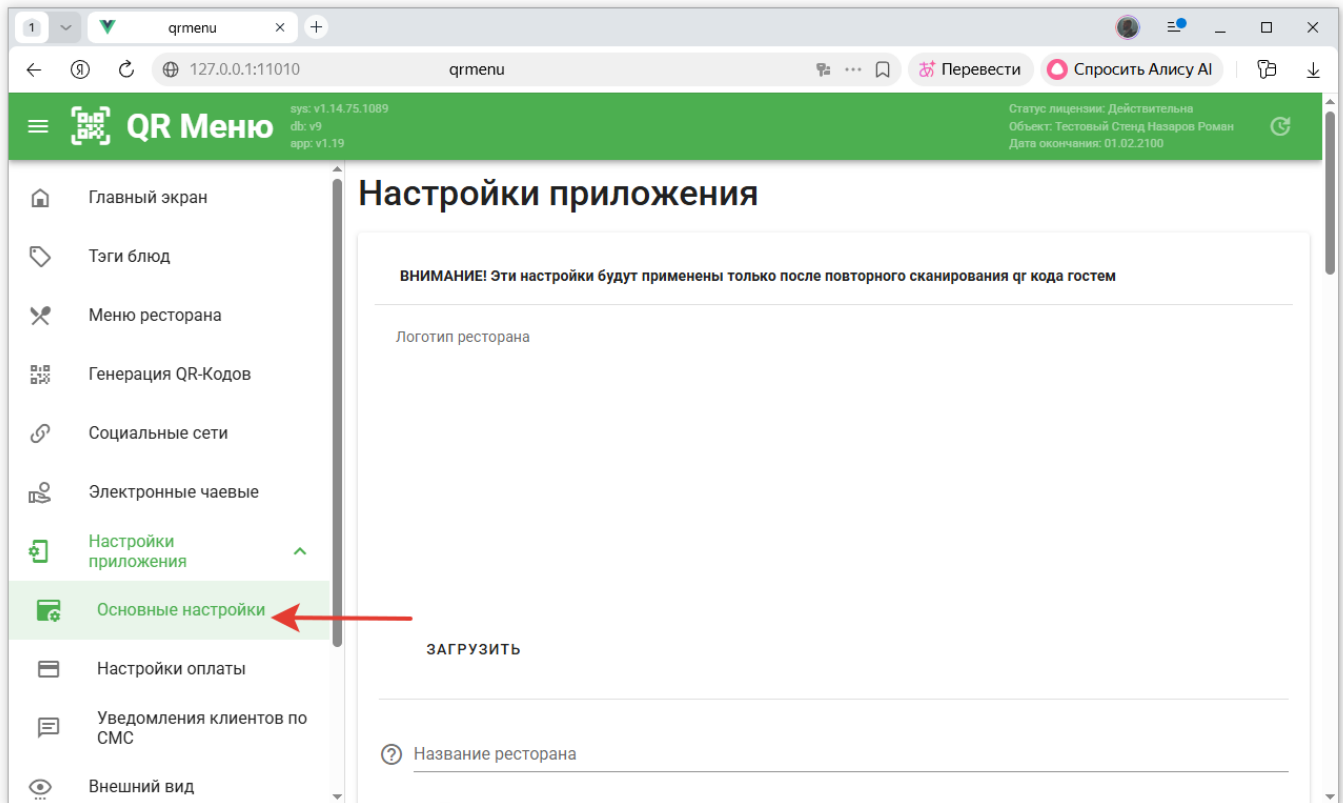 1
qrmenu
127.0.0.1:11010
qrmenu
Перевести
Спросить Алису AI
QR Меню
sys: v1.14.75.1089
db: v9
app: v1.19
Статус лицензии: Действительна
Объект: Тестовый Стенд Назаров Роман
Дата окончания: 01.02.2100
Главный экран
Тэги блюд
Меню ресторана
Генерация QR-Кодов
Социальные сети
Электронные чаевые
Настройки
приложения
Основные настройки
Настройки оплаты
Уведомления клиентов по
СМС
Внешний вид
Настройки приложения
ВНИМАНИЕ! Эти настройки будут применены только после повторного сканирования qr кода гостем
Логотип ресторана
ЗАГРУЗИТЬ
Название ресторана